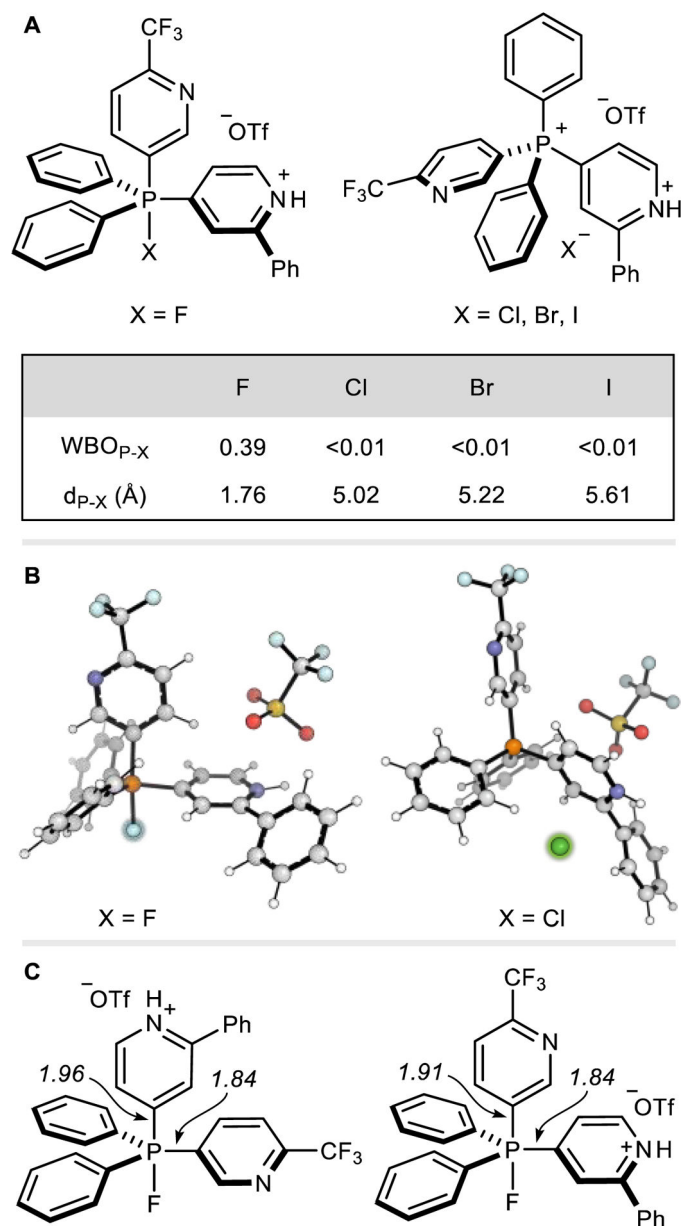 A
CF3
N
−OTf
P
NH+
X
Ph
X = F
P+
−OTf
F3C
N
NH+
X−
Ph
X = Cl, Br, I
F Cl Br I
WBOP-X 0.39 <0.01 <0.01 <0.01
dP-X (Å) 1.76 5.02 5.22 5.61
B
X = F
X = Cl
C
−OTf
H
N+
Ph
1.96
1.84
P
CF3
N
F
CF3
N
1.91
1.84
−OTf
P
NH+
F
Ph